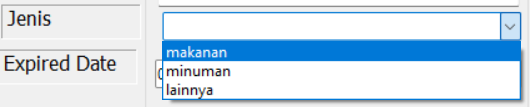 Jenis
makanan
Expired Date
minuman
lainnya